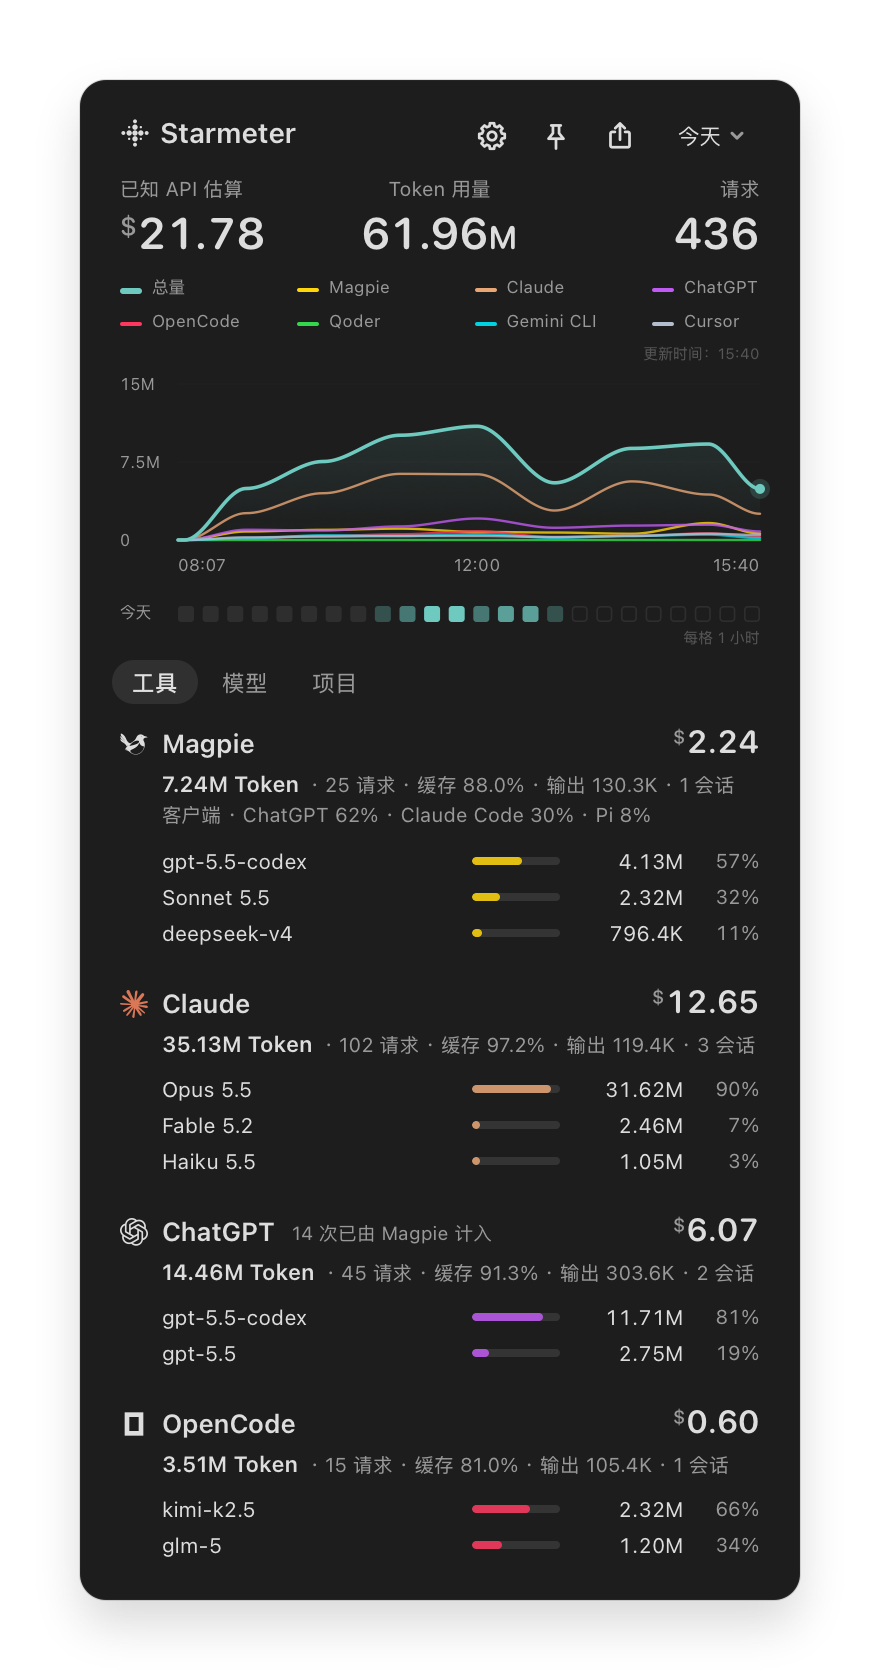 Starmeter
今天
已知 API 估算
Token 用量
请求
$21.78
61.96M
436
总量
Magpie
Claude
ChatGPT
OpenCode
Qoder
Gemini CLI
Cursor
更新时间：15:40
15M
7.5M
0
08:07
12:00
15:40
今天
每格 1 小时
工具
模型
项目
Magpie
$2.24
7.24M Token · 25 请求 · 缓存 88.0% · 输出 130.3K · 1 会话
客户端 · ChatGPT 62% · Claude Code 30% · Pi 8%
gpt-5.5-codex 4.13M 57%
Sonnet 5.5 2.32M 32%
deepseek-v4 796.4K 11%
Claude
$12.65
35.13M Token · 102 请求 · 缓存 97.2% · 输出 119.4K · 3 会话
Opus 5.5 31.62M 90%
Fable 5.2 2.46M 7%
Haiku 5.5 1.05M 3%
ChatGPT 14 次已由 Magpie 计入
$6.07
14.46M Token · 45 请求 · 缓存 91.3% · 输出 303.6K · 2 会话
gpt-5.5-codex 11.71M 81%
gpt-5.5 2.75M 19%
OpenCode
$0.60
3.51M Token · 15 请求 · 缓存 81.0% · 输出 105.4K · 1 会话
kimi-k2.5 2.32M 66%
glm-5 1.20M 34%